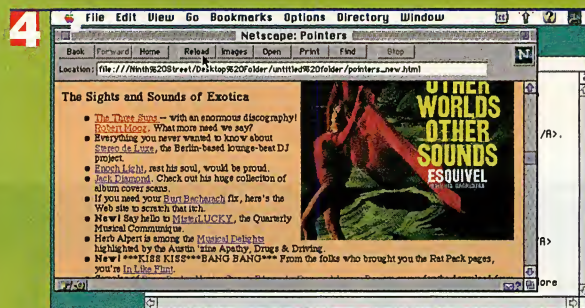 4
File Edit View Go Bookmarks Options Directory Window
Netscape: Pointers
Back Forward Home Reload Images Open Print Find Stop
N
Location: file:///Ninth%20Street/Desktop%20Folder/untitled%20folder/pointers_new.html
The Sights and Sounds of Exotica
The Three Suns -- with an enormous discography!
Robert Moog. What more need we say?
Everything you never wanted to know about
Stereo de Luxe, the Berlin-based lounge-beat DJ
project.
Enoch Light, rest his soul, would be proud.
Jack Diamond. Check out his huge collection of
album cover scans.
If you need your Burt Bacharach fix, here's the
Web site to scratch that itch.
New! Say hello to MisterLUCKY, the Quarterly
Musical Communique.
Herb Alpert is among the Musical Delights
highlighted by the Austin 'zine Apathy, Drugs & Driving.
New! ***KISS KISS***BANG BANG*** From the folks who brought you the Rat Pack pages,
you're In Like Flint.
OTHER
WORLDS
OTHER
SOUNDS
ESQUIVEL
/A>.
A>
ore